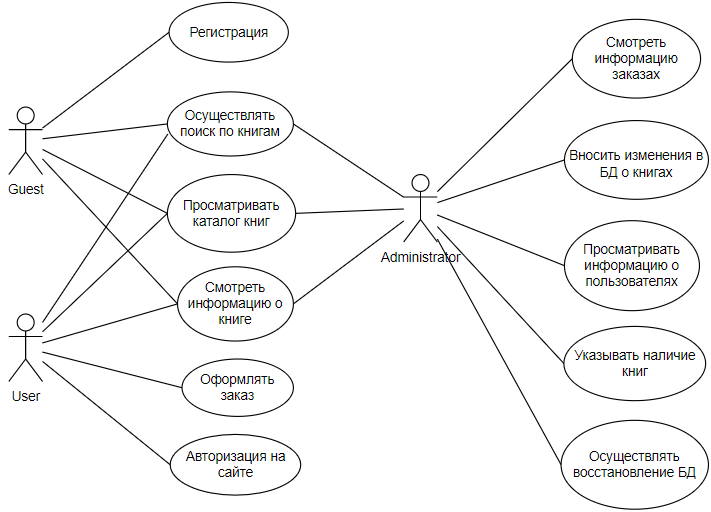 Регистрация
Осуществлять
поиск по книгам
Guest
Просматривать
каталог книг
Смотреть
информацию о
книге
User
Оформлять
заказ
Авторизация на
сайте
Administrator
Смотреть
информацию
заказах
Вносить изменения в
БД о книгах
Просматривать
информацию о
пользователях
Указывать наличие
книг
Осуществлять
восстановление БД